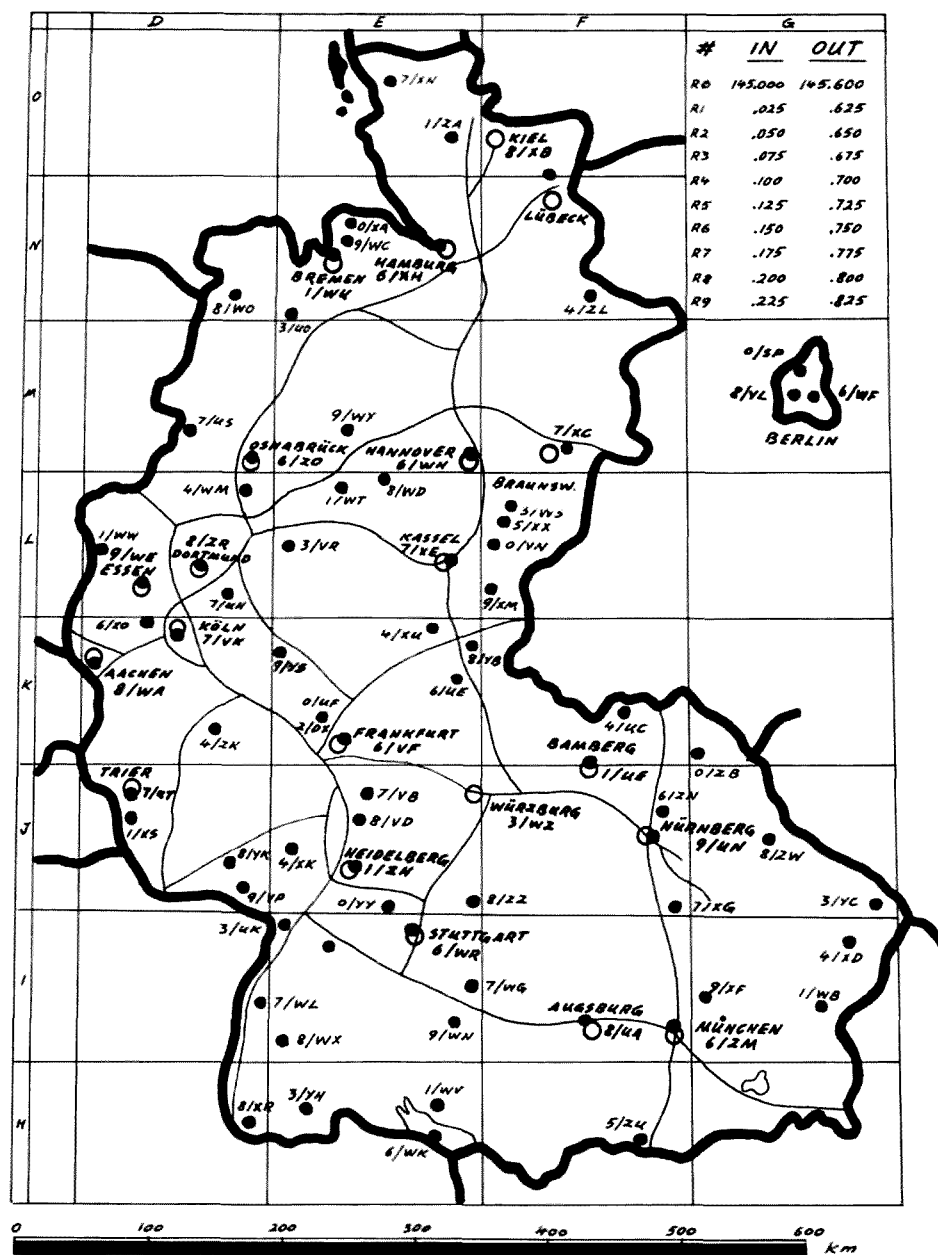 D E F G
O
N
M
L
K
J
I
H
# IN OUT
R0 145.000 145.600
R1 .025 .625
R2 .050 .650
R3 .075 .675
R4 .100 .700
R5 .125 .725
R6 .150 .750
R7 .175 .775
R8 .200 .800
R9 .225 .825
7/XN
1/ZA
KIEL
8/XB
LÜBECK
0/XA
9/WC
HAMBURG
6/XH
BREMEN
1/WU
8/WO
3/UO
4/ZL
0/SP
8/YL
6/WF
BERLIN
7/US
9/WY
7/XC
OSNABRÜCK
6/ZO
HANNOVER
6/WH
4/WM
1/WT
8/WD
BRAUNSW.
5/XX
0/VN
1/WW
9/WE
ESSEN
8/ZR
DORTMUND
3/VR
KASSEL
7/XE
7/UN
9/XM
6/XO
KÖLN
7/VK
4/XU
8/YB
AACHEN
8/WA
9/YS
6/UE
0/UF
2/DX
4/UC
4/ZK
FRANKFURT
6/VF
BAMBERG
1/UE
0/ZB
TRIER
7/XT
7/VB
WÜRZBURG
3/WZ
6/ZN
1/XS
8/VD
NÜRNBERG
9/UN
8/ZW
8/YK
4/XK
HEIDELBERG
1/ZH
9/VP
0/YY
8/ZZ
7/XG
3/YC
3/UK
STUTTGART
6/WR
4/XD
7/WL
7/WG
9/XF
1/WB
8/WX
9/WN
AUGSBURG
8/UA
MÜNCHEN
6/ZM
8/XR
3/YH
1/WV
6/WK
5/ZU
0 100 200 300 400 500 600 km